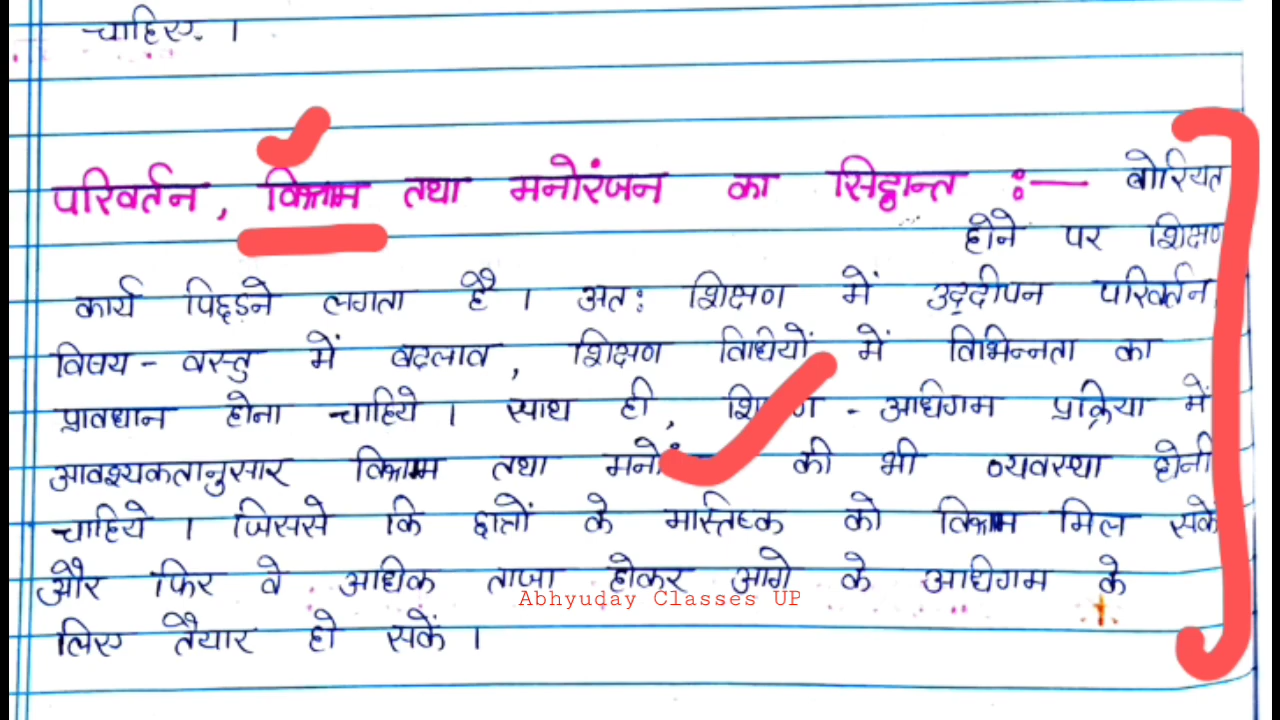 चाहिए ।
परिवर्तन, विश्राम तथा मनोरंजन का सिद्धान्त :— बोरियत
होने पर शिक्षण
कार्य पिछड़ने लगता है । अतः शिक्षण में उद्दीपन परिवर्तन
विषय - वस्तु में बदलाव , शिक्षण विधियों में विभिन्नता का
प्रावधान होना चाहिये । साथ ही , शिक्षण - अधिगम प्रक्रिया में
आवश्यकतानुसार विश्राम तथा की भी व्यवस्था होनी
चाहिये । जिससे कि छात्रों के मस्तिष्क को विश्राम मिल सके
और फिर वे अधिक ताजा होकर आगे के अधिगम के
Abhyuday Classes UP
लिए तैयार हो सकें ।